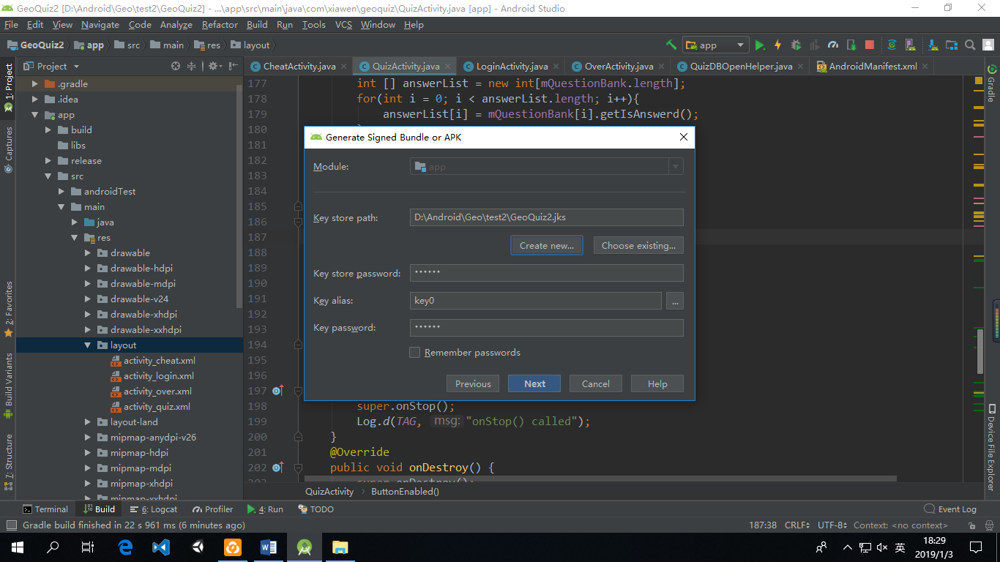 GeoQuiz2 [D:\Android\Geo\test2\GeoQuiz2] - ...\app\src\main\java\com\xiawen\geoquiz\QuizActivity.java [app] - Android Studio
File Edit View Navigate Code Analyze Refactor Build Run Tools VCS Window Help
GeoQuiz2 app src main res layout
app
Project
CheatActivity.java QuizActivity.java LoginActivity.java OverActivity.java QuizDBOpenHelper.java AndroidManifest.xml
1: Project
Captures
2: Favorites
Build Variants
7: Structure
.gradle
.idea
app
build
libs
release
src
androidTest
main
java
res
drawable
drawable-hdpi
drawable-mdpi
drawable-v24
drawable-xhdpi
drawable-xxhdpi
layout
activity_cheat.xml
activity_login.xml
activity_over.xml
activity_quiz.xml
layout-land
mipmap-anydpi-v26
mipmap-hdpi
mipmap-mdpi
mipmap-xhdpi
mipmap-xxhdpi
177 int [] answerList = new int[mQuestionBank.length];
178 for(int i = 0; i < answerList.length; i++){
179 answerList[i] = mQuestionBank[i].getIsAnswerd();
180
181
182
183
184
185
186
187
188
189
190
191
192
193
194
195
196
197
198 super.onStop();
199 Log.d(TAG, msg: "onStop() called");
200 }
201 @Override
202 public void onDestroy() {
203 super.onDestroy();
Generate Signed Bundle or APK
Module: app
Key store path: D:\Android\Geo\test2\GeoQuiz2.jks
Create new... Choose existing...
Key store password: ••••••
Key alias: key0 ...
Key password: ••••••
Remember passwords
Previous Next Cancel Help
Gradle
Device File Explorer
QuizActivity › ButtonEnabled()
Terminal Build 6: Logcat Profiler 4: Run TODO Event Log
Gradle build finished in 22 s 961 ms (6 minutes ago) 187:38 CRLF UTF-8 Context: <no context>
英
18:29
2019/1/3